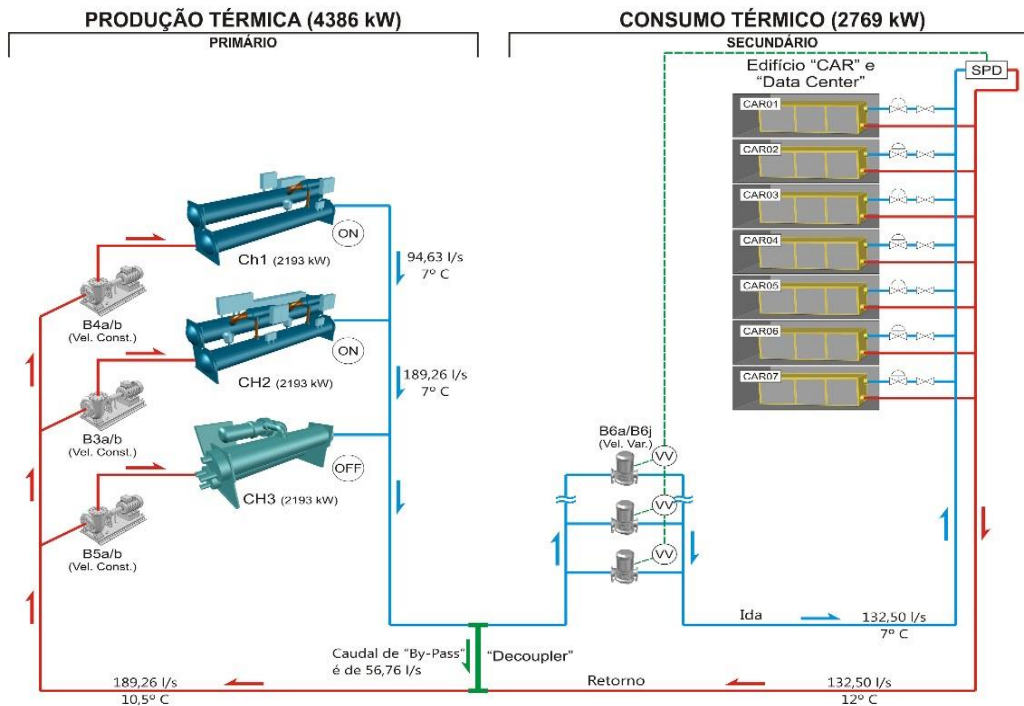 PRODUÇÃO TÉRMICA (4386 kW)
PRIMÁRIO
CONSUMO TÉRMICO (2769 kW)
SECUNDÁRIO
Edifício “CAR” e
“Data Center”
SPD
CAR01
CAR02
CAR03
CAR04
CAR05
CAR06
CAR07
ON
Ch1 (2193 kW)
94,63 l/s
7º C
B4a/b
(Vel. Const.)
ON
CH2 (2193 kW)
189,26 l/s
7º C
B3a/b
(Vel. Const.)
OFF
CH3 (2193 kW)
B5a/b
(Vel. Const.)
B6a/B6j
(Vel. Var.)
VV
VV
VV
Ida
132,50 l/s
7º C
Caudal de “By-Pass”
é de 56,76 l/s
“Decoupler”
189,26 l/s
10,5º C
Retorno
132,50 l/s
12º C